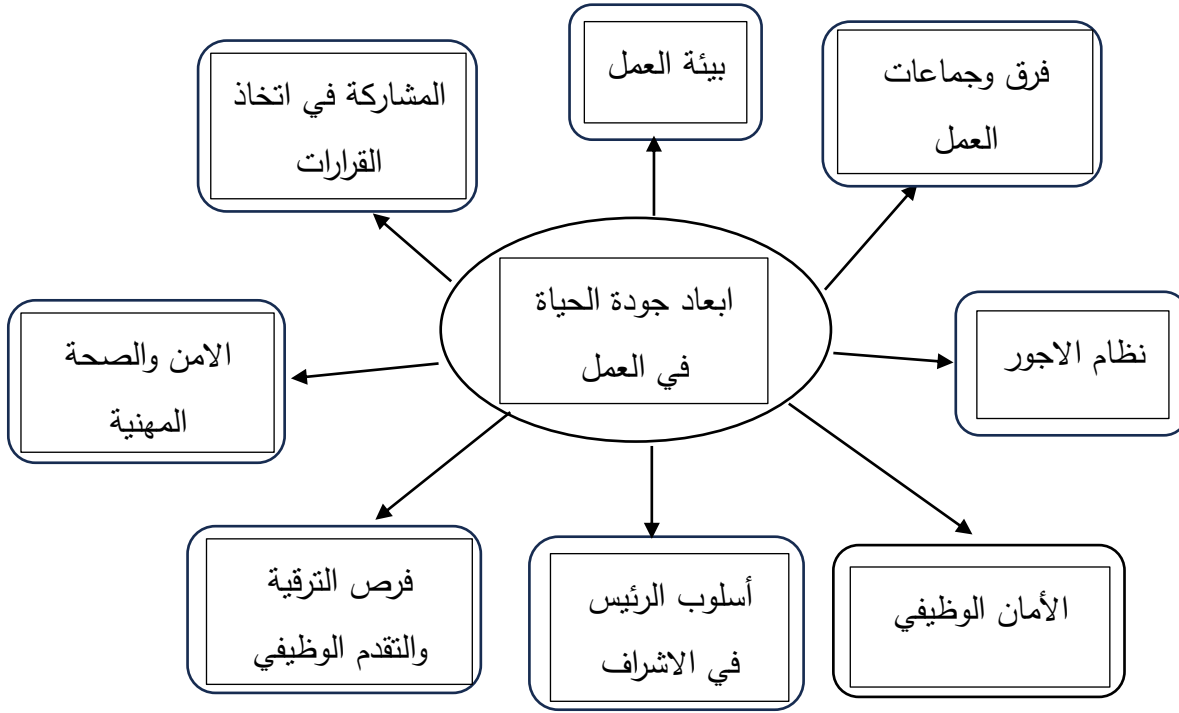 بيئة العمل
فرق وجماعات
العمل
المشاركة في اتخاذ
القرارات
ابعاد جودة الحياة
في العمل
نظام الاجور
الامن والصحة
المهنية
الأمان الوظيفي
أسلوب الرئيس
في الاشراف
فرص الترقية
والتقدم الوظيفي